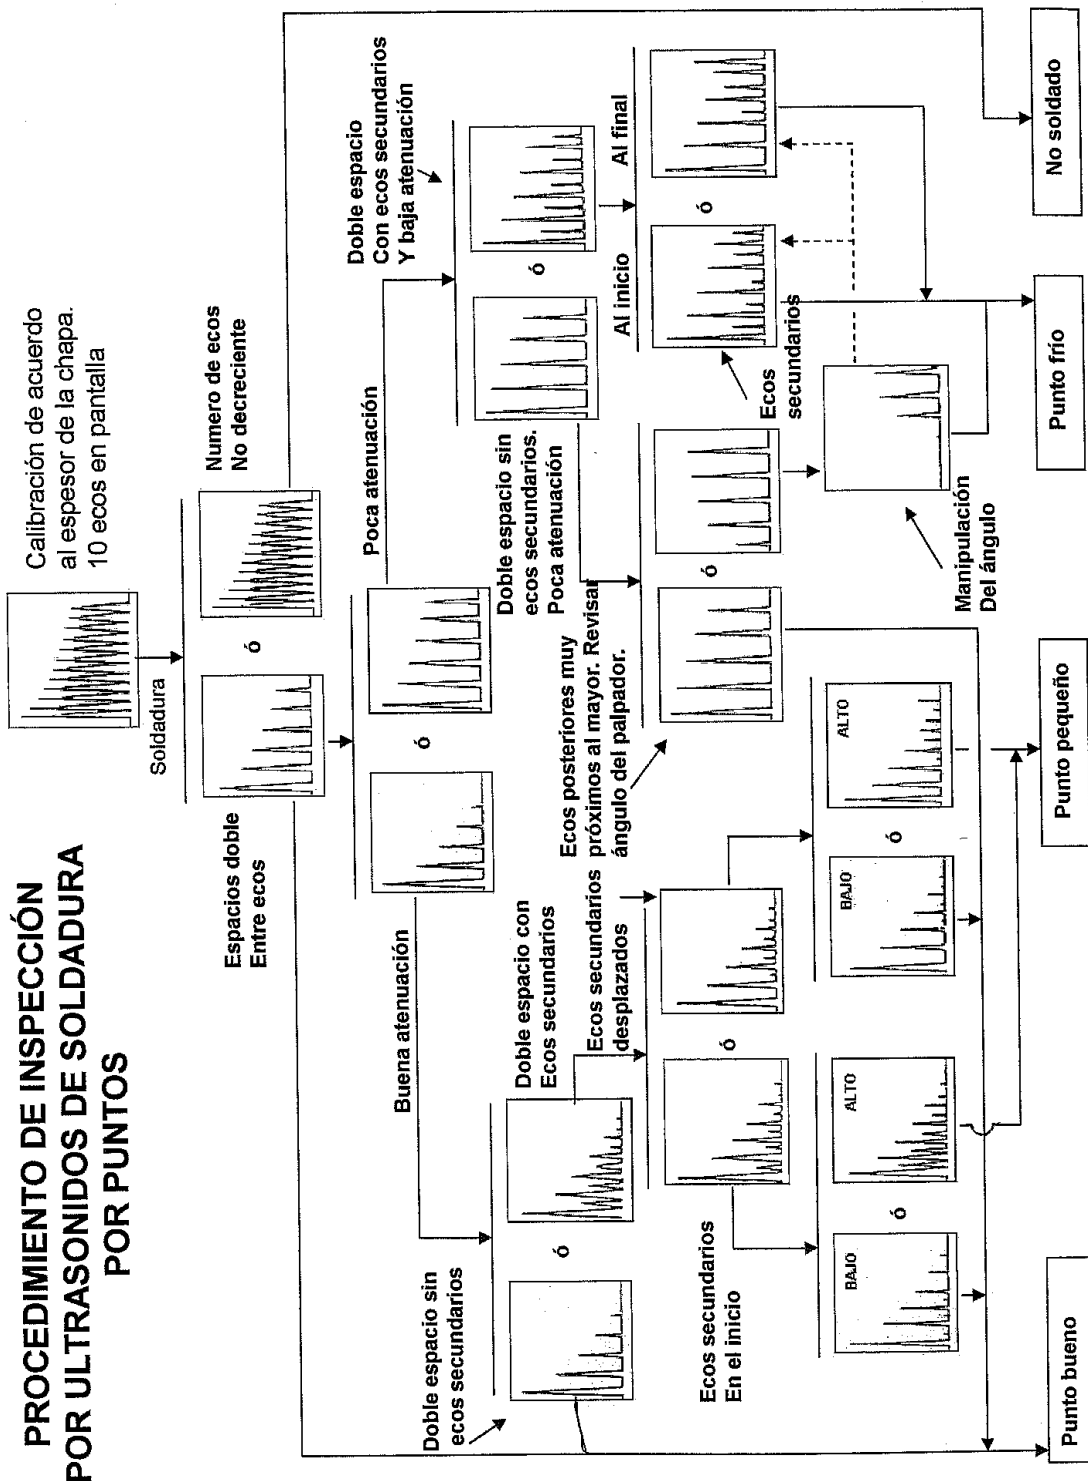 PROCEDIMIENTO DE INSPECCIÓN
POR ULTRASONIDOS DE SOLDADURA
POR PUNTOS
Calibración de acuerdo
al espesor de la chapa.
10 ecos en pantalla
Soldadura
Espacios doble
Entre ecos
ó
Numero de ecos
No decreciente
Buena atenuación
ó
Poca atenuación
Doble espacio sin
ecos secundarios
ó
Doble espacio con
Ecos secundarios
Doble espacio sin
ecos secundarios.
Poca atenuación
ó
Doble espacio
Con ecos secundarios
Y baja atenuación
Ecos secundarios
En el inicio
ó
Ecos secundarios
desplazados
Ecos posteriores muy
próximos al mayor. Revisar
ángulo del palpador.
ó
Al inicio
ó
Al final
Ecos
secundarios
BAJO
ó
ALTO
BAJO
ó
ALTO
Manipulación
Del ángulo
Punto bueno
Punto pequeño
Punto frío
No soldado